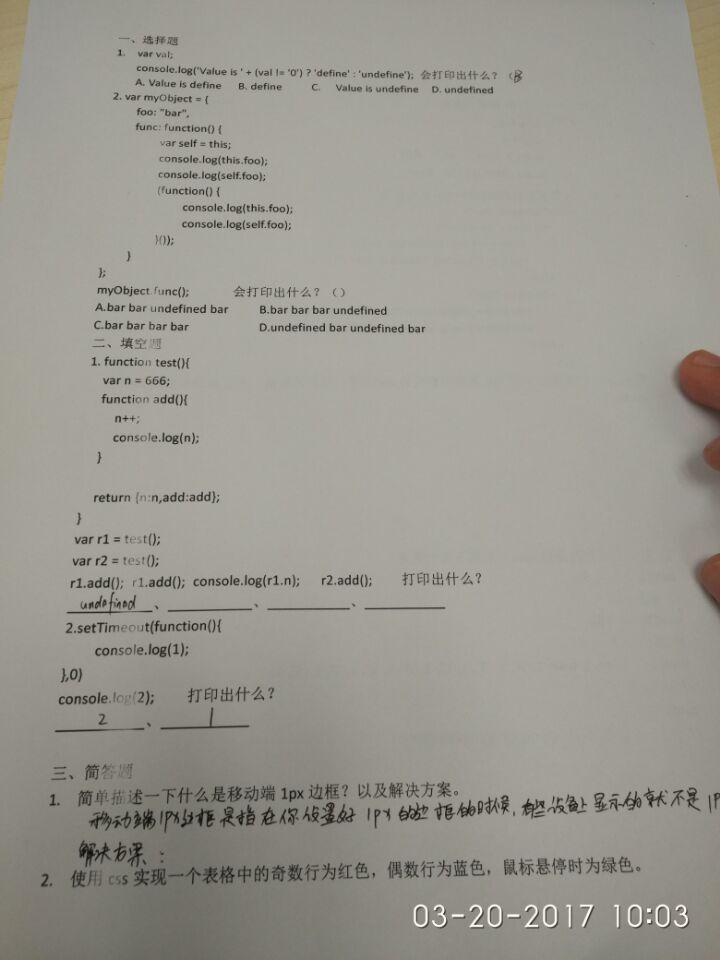 一、选择题
1. var val;
console.log('Value is ' + (val != '0') ? 'define' : 'undefine'); 会打印出什么？（B
A. Value is define B. define C. Value is undefine D. undefined
2. var myObject = {
foo: "bar",
func: function() {
var self = this;
console.log(this.foo);
console.log(self.foo);
(function() {
console.log(this.foo);
console.log(self.foo);
}());
}
};
myObject.func(); 会打印出什么？（）
A.bar bar undefined bar B.bar bar bar undefined
C.bar bar bar bar D.undefined bar undefined bar
二、填空题
1. function test(){
var n = 666;
function add(){
n++;
console.log(n);
}
return {n:n,add:add};
}
var r1 = test();
var r2 = test();
r1.add(); r1.add(); console.log(r1.n); r2.add(); 打印出什么？
undefined、 、 、
2.setTimeout(function(){
console.log(1);
},0)
console.log(2); 打印出什么？
2、1
三、简答题
1. 简单描述一下什么是移动端 1px 边框？以及解决方案。
移动端1px边框是指在你设置好1px的边框的时候，有些设备上显示的就不是1P
解决方案：
2. 使用 css 实现一个表格中的奇数行为红色，偶数行为蓝色，鼠标悬停时为绿色。
03-20-2017 10:03